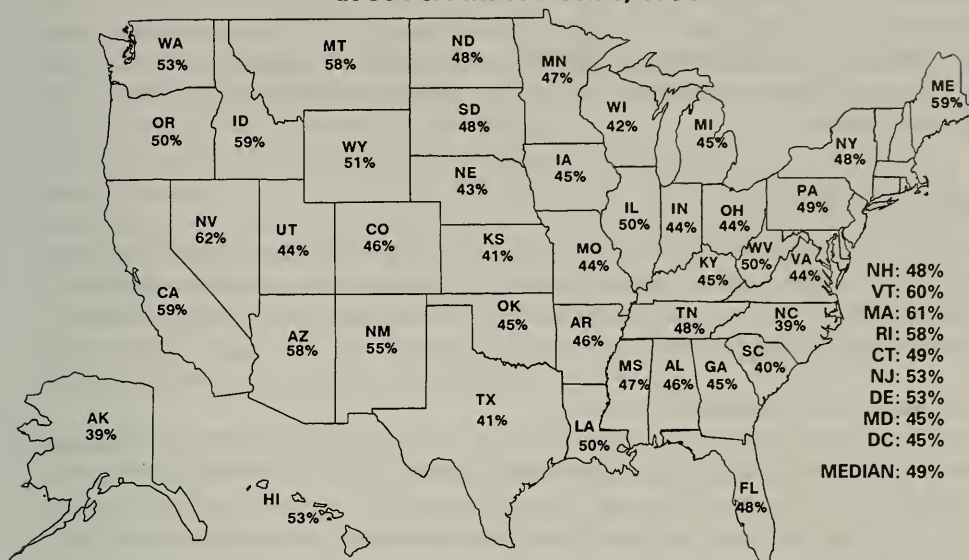 WA
53%
MT
58%
ND
48%
MN
47%
ME
59%
OR
50%
ID
59%
WY
51%
SD
48%
WI
42%
MI
45%
NY
48%
NE
43%
IA
45%
PA
49%
NV
62%
UT
44%
CO
46%
KS
41%
MO
44%
IL
50%
IN
44%
OH
44%
WV
50%
VA
44%
KY
45%
CA
59%
AZ
58%
NM
55%
OK
45%
AR
46%
TN
48%
NC
39%
SC
40%
MS
47%
AL
46%
GA
45%
TX
41%
LA
50%
FL
48%
AK
39%
HI
53%
NH: 48%
VT: 60%
MA: 61%
RI: 58%
CT: 49%
NJ: 53%
DE: 53%
MD: 45%
DC: 45%
MEDIAN: 49%